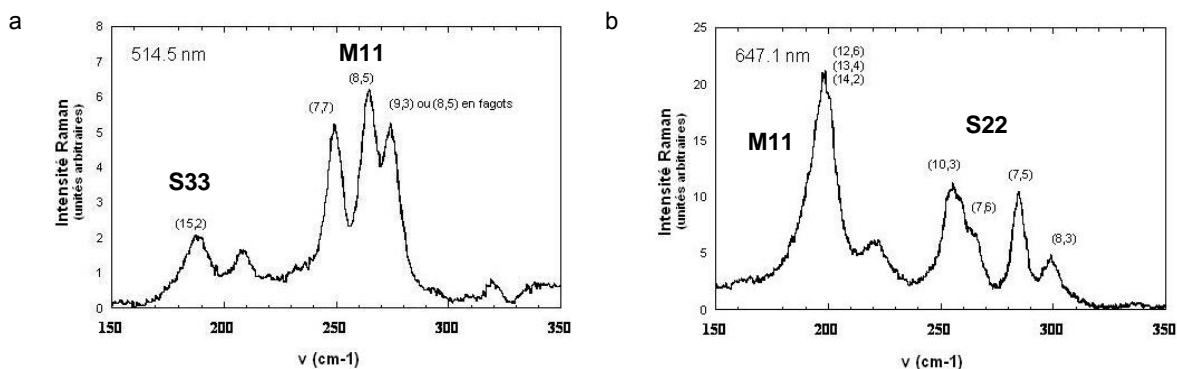 a
514.5 nm
M11
(8,5)
(7,7)
(9,3) ou (8,5) en fagots
S33
(15,2)
Intensité Raman
(unités arbitraires)
8
7
6
5
4
3
2
1
0
150
200
250
300
350
ν (cm-1)
b
647.1 nm
(12,6)
(13,4)
(14,2)
M11
S22
(10,3)
(7,6)
(7,5)
(8,3)
Intensité Raman
(unités arbitraires)
25
20
15
10
5
0
150
200
250
300
350
ν (cm-1)